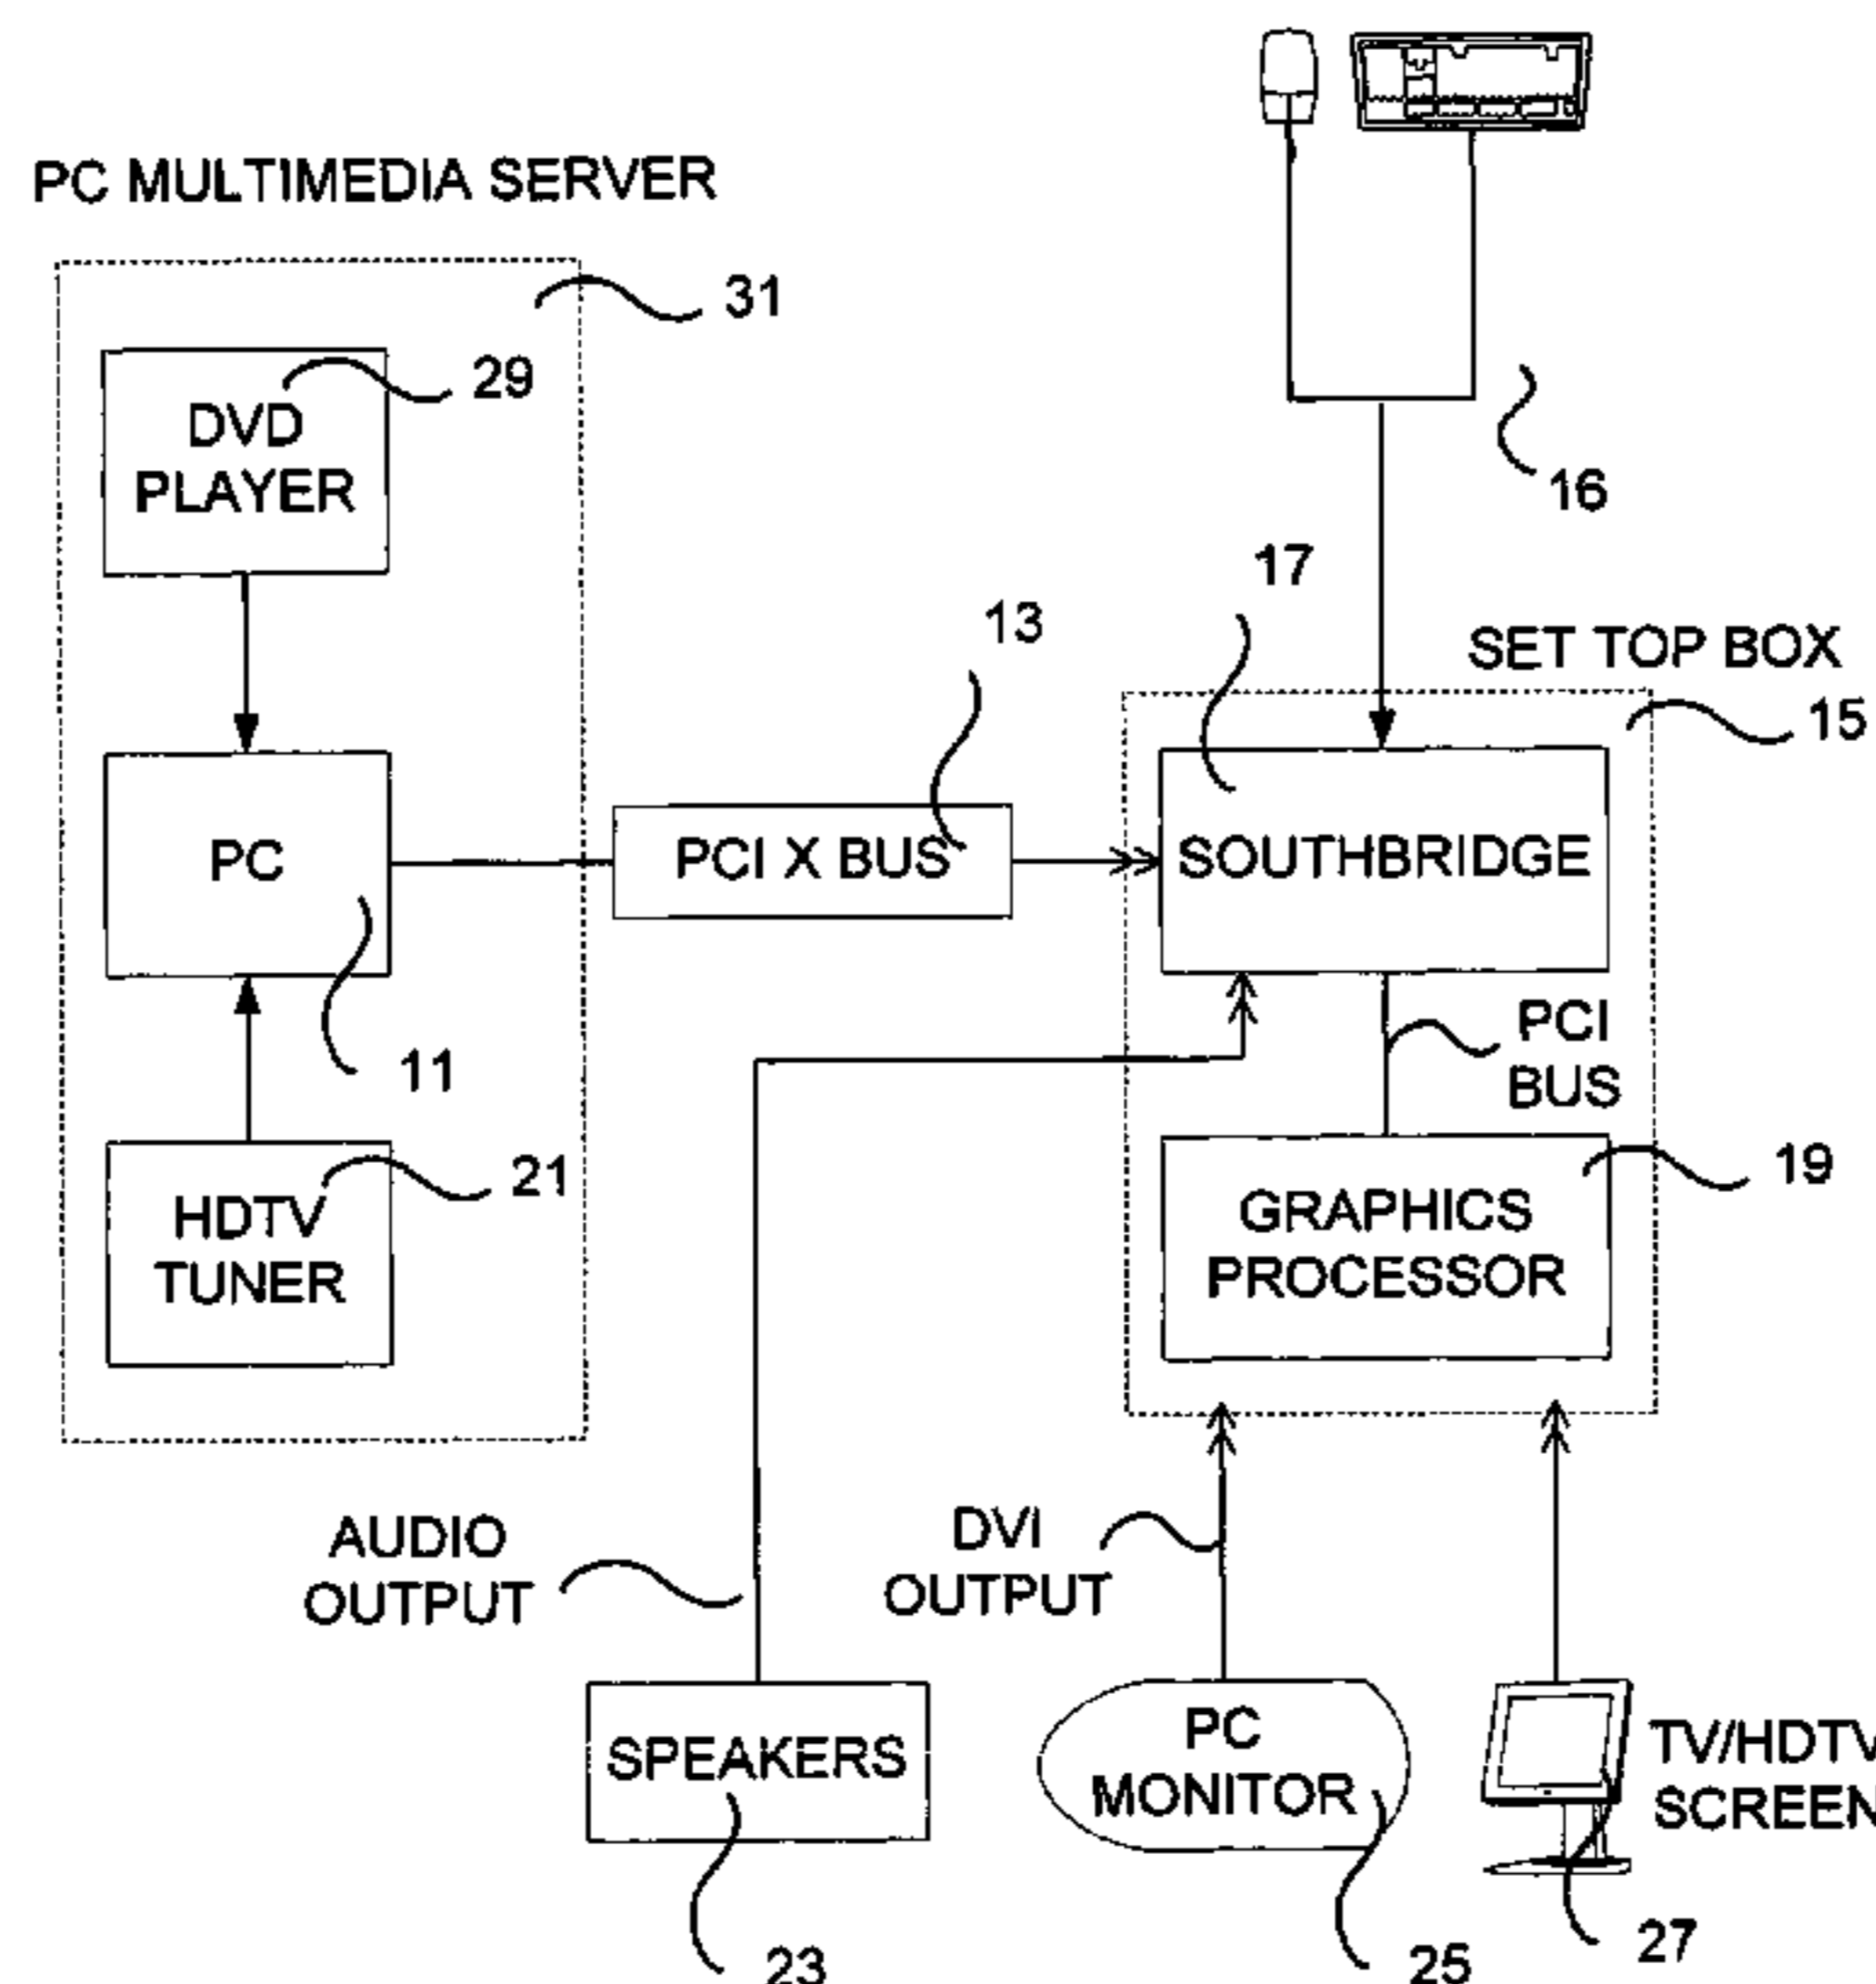 PC MULTIMEDIA SERVER
31
29
DVD
PLAYER
16
17
13
SET TOP BOX
15
PC
PCI X BUS
SOUTHBRIDGE
11
PCI
BUS
21
HDTV
TUNER
19
GRAPHICS
PROCESSOR
AUDIO
OUTPUT
DVI
OUTPUT
SPEAKERS
PC
MONITOR
TV//HDTV
SCREEN
23
25
27